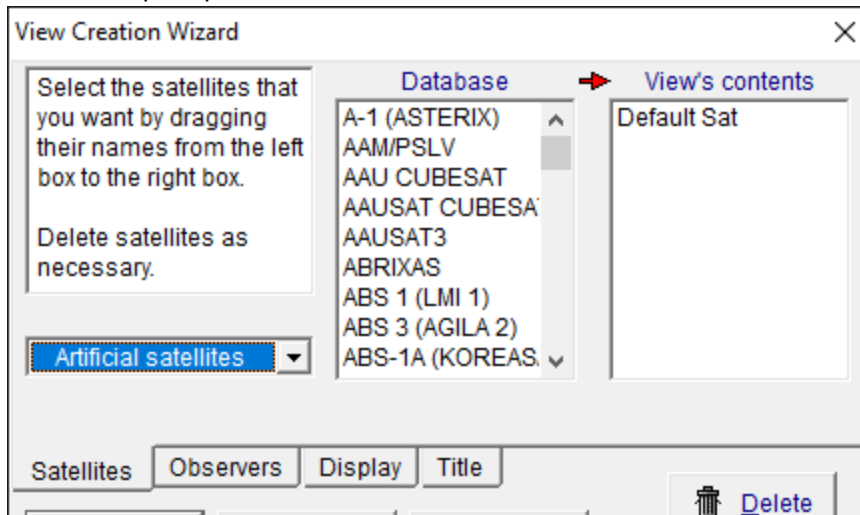 View Creation Wizard
Select the satellites that
you want by dragging
their names from the left
box to the right box.
Delete satellites as
necessary.
Artificial satellites
Database
A-1 (ASTERIX)
AAM/PSLV
AAU CUBESAT
AAUSAT CUBESA
AAUSAT3
ABRIXAS
ABS 1 (LMI 1)
ABS 3 (AGILA 2)
ABS-1A (KOREAS
View's contents
Default Sat
Satellites
Observers
Display
Title
Delete